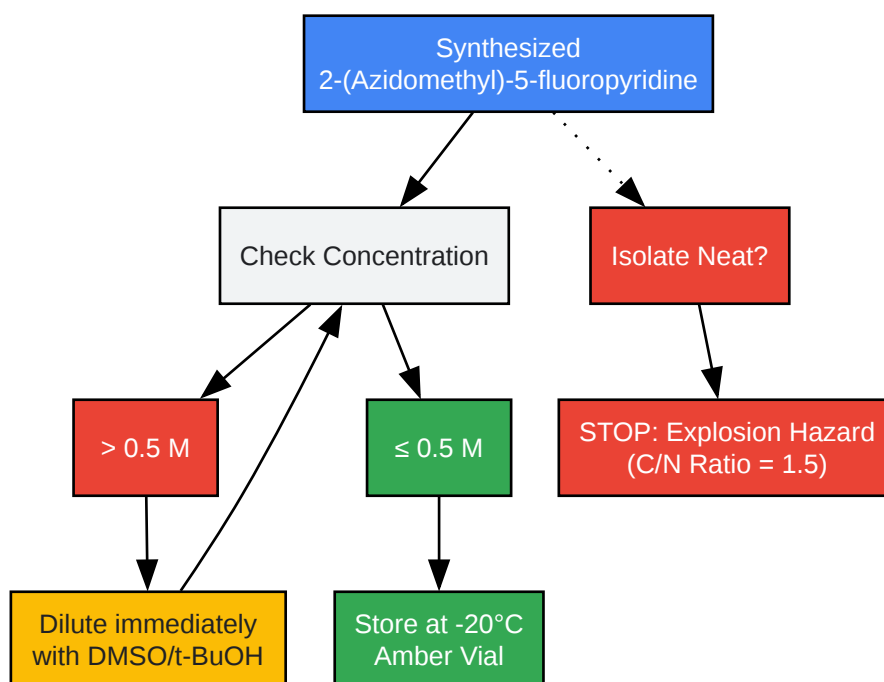 Synthesized
2-(Azidomethyl)-5-fluoropyridine
Check Concentration
Isolate Neat?
> 0.5 M
≤ 0.5 M
STOP: Explosion Hazard
(C/N Ratio = 1.5)
Dilute immediately
with DMSO/t-BuOH
Store at -20°C
Amber Vial